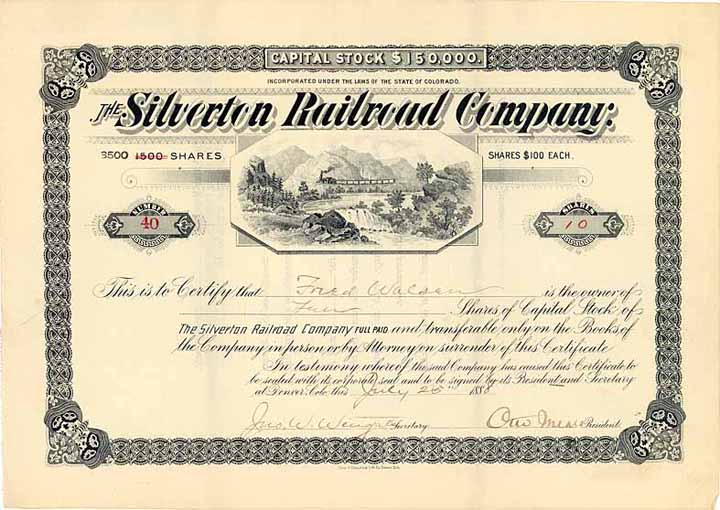 CAPITAL STOCK $150,000.
INCORPORATED UNDER THE LAWS OF THE STATE OF COLORADO.
THE Silverton Railroad Company.
3500 1500 SHARES. SHARES $100 EACH.
NUMBER SHARES
40 10
This is to Certify that Fred Walsen is the owner of
Shares of Capital Stock of
The Silverton Railroad Company FULL PAID and transferable only on the Books of
the Company in person or by Attorney on surrender of this Certificate
In testimony whereof the said Company has caused this Certificate to
be sealed with its corporate seal and to be signed by its President and Secretary
at Denver, Colo. this July 188
Jno. W. Secretary. Otto Mears President.